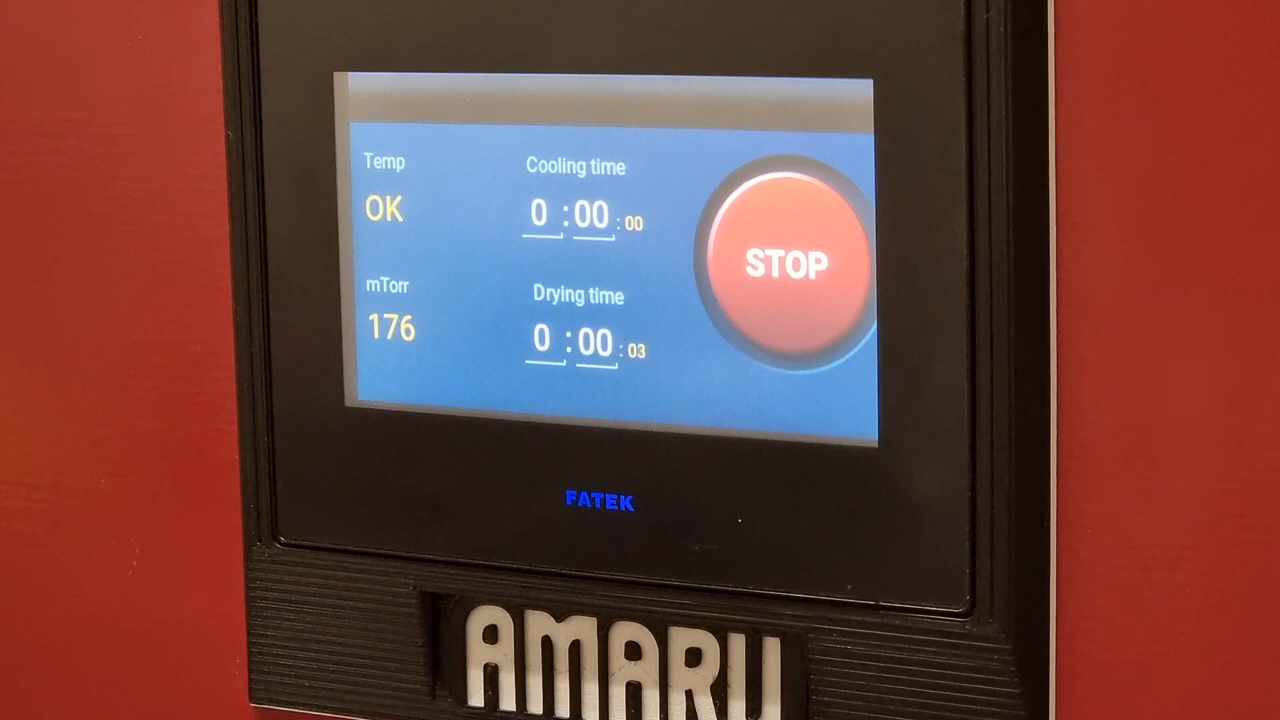 Temp
OK
Cooling time
0 :00 : 00
mTorr
176
Drying time
0 :00 : 03
STOP
FATEK
AMARU